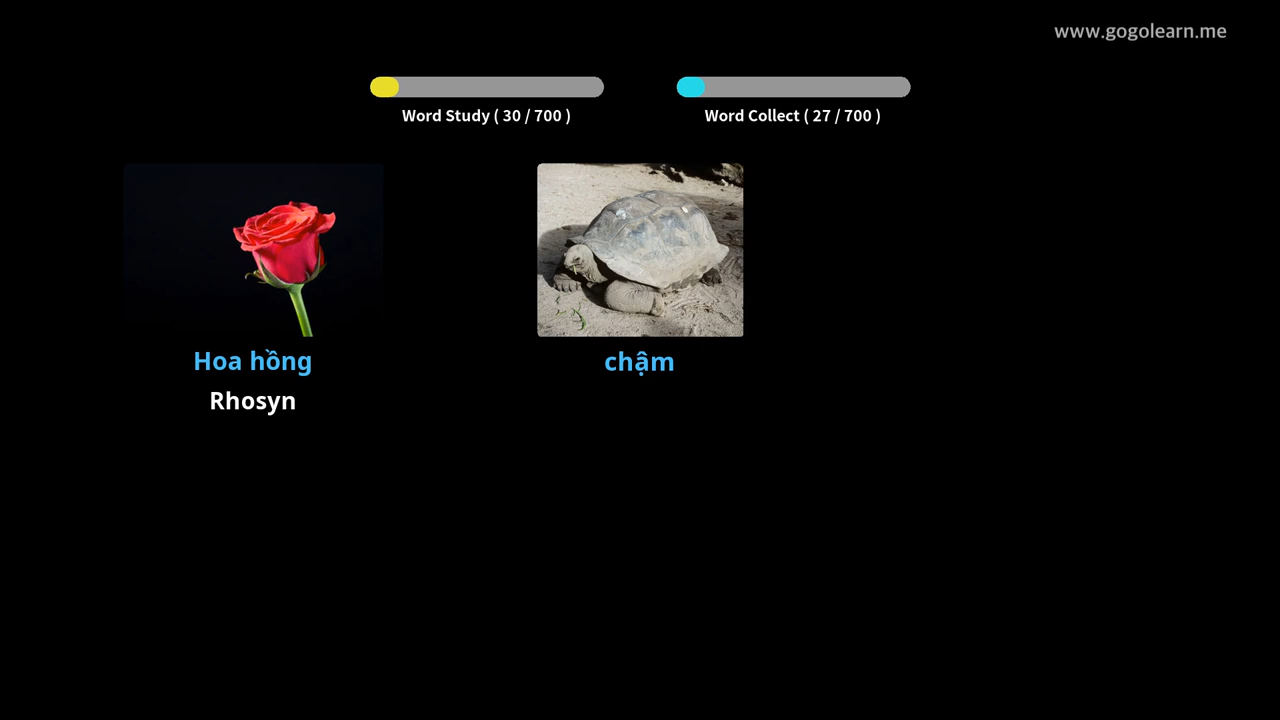 www.gogolearn.me
Word Study ( 30 / 700 )
Word Collect ( 27 / 700 )
Hoa hồng
chậm
Rhosyn